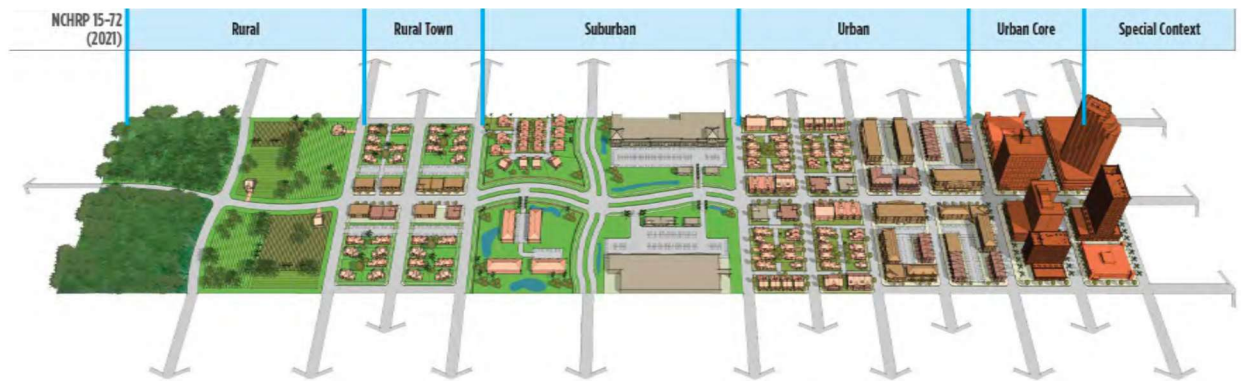 NCHRP 15-72
(2021)
Rural
Rural Town
Suburban
Urban
Urban Core
Special Context